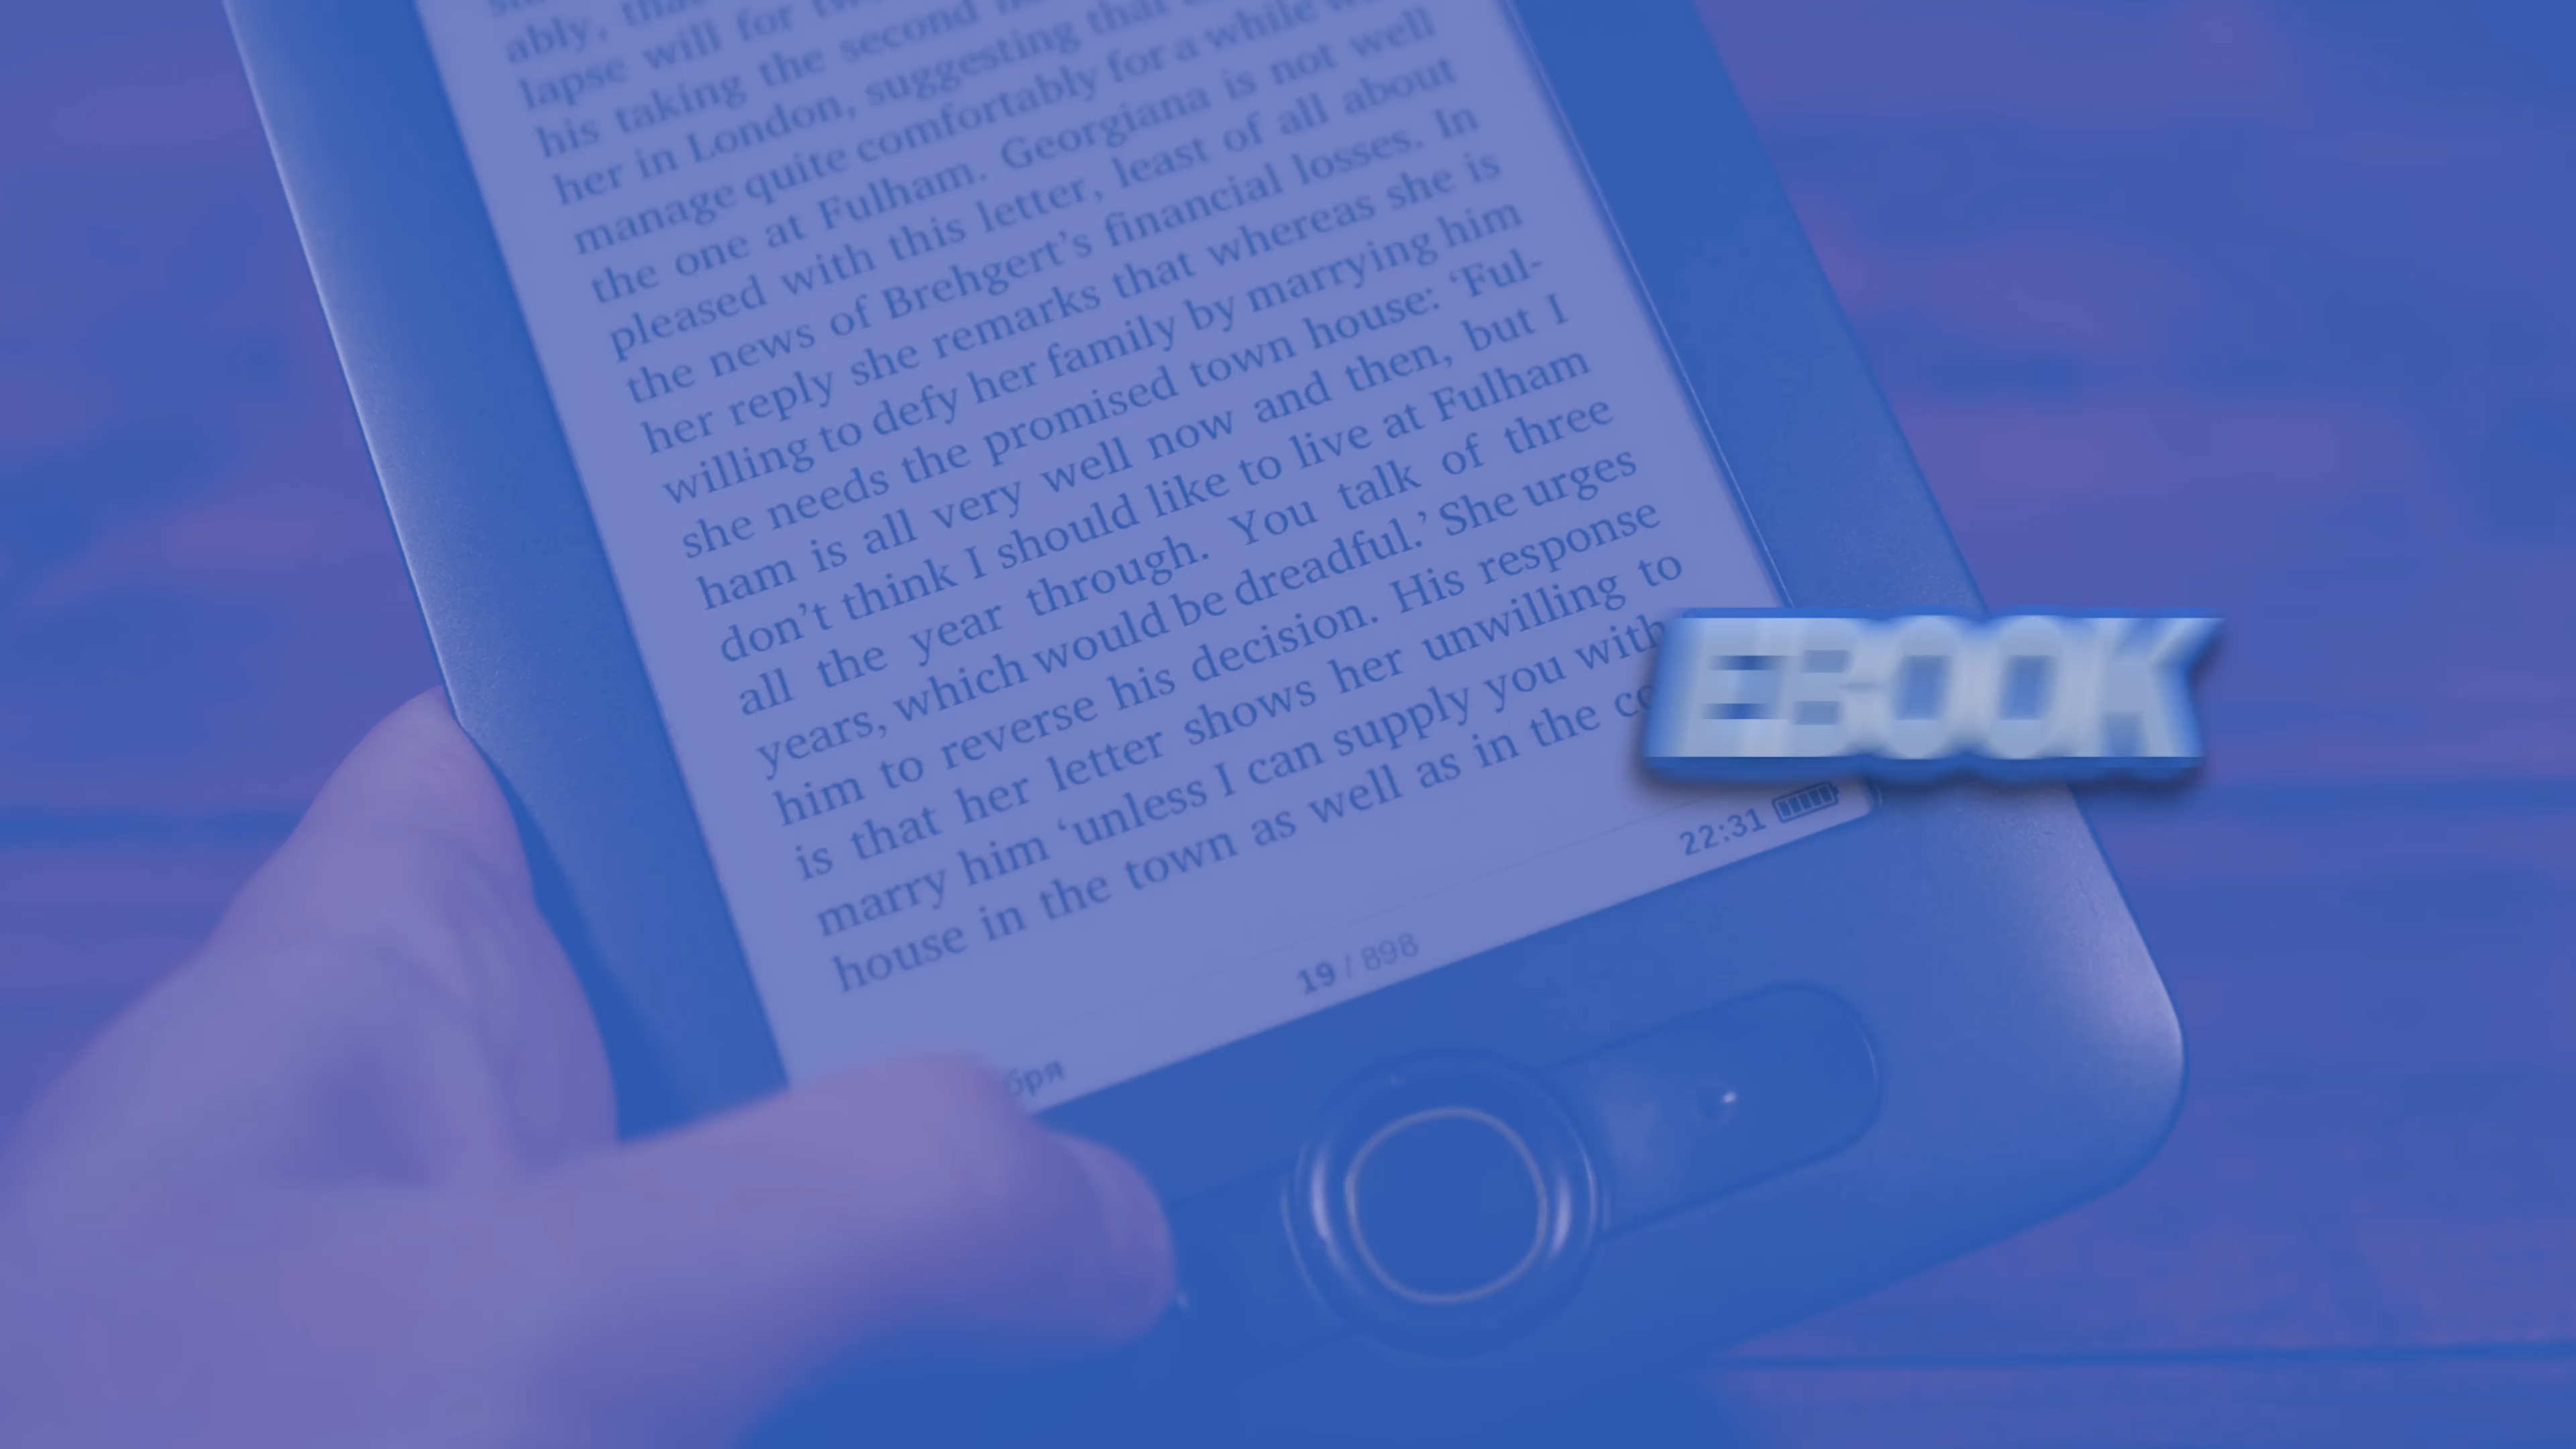 ably, that
lapse will for
his taking the second
her in London, suggesting that
manage quite comfortably for a while
the one at Fulham. Georgiana is not well
pleased with this letter, least of all about
the news of Brehgert’s financial losses. In
her reply she remarks that whereas she is
willing to defy her family by marrying him
she needs the promised town house: ‘Ful-
ham is all very well now and then, but I
don’t think I should like to live at Fulham
all the year through. You talk of three
years, which would be dreadful.’ She urges
him to reverse his decision. His response
is that her letter shows her unwilling to
marry him ‘unless I can supply you with
house in the town as well as in the
EBOOK
22:31
19 / 898
бря